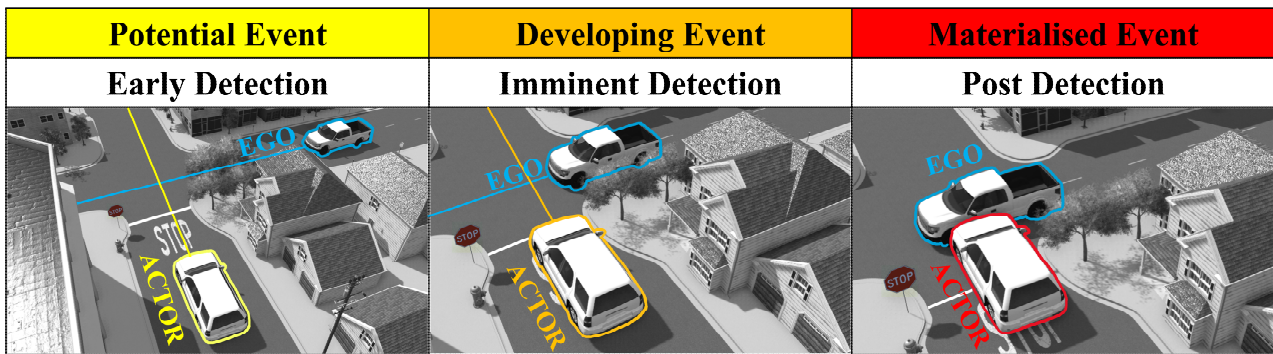 Potential Event
Developing Event
Materialised Event
Early Detection
Imminent Detection
Post Detection
EGO
STOP
STOP
ACTOR
EGO
STOP
ACTOR
EGO
STOP
ACTOR